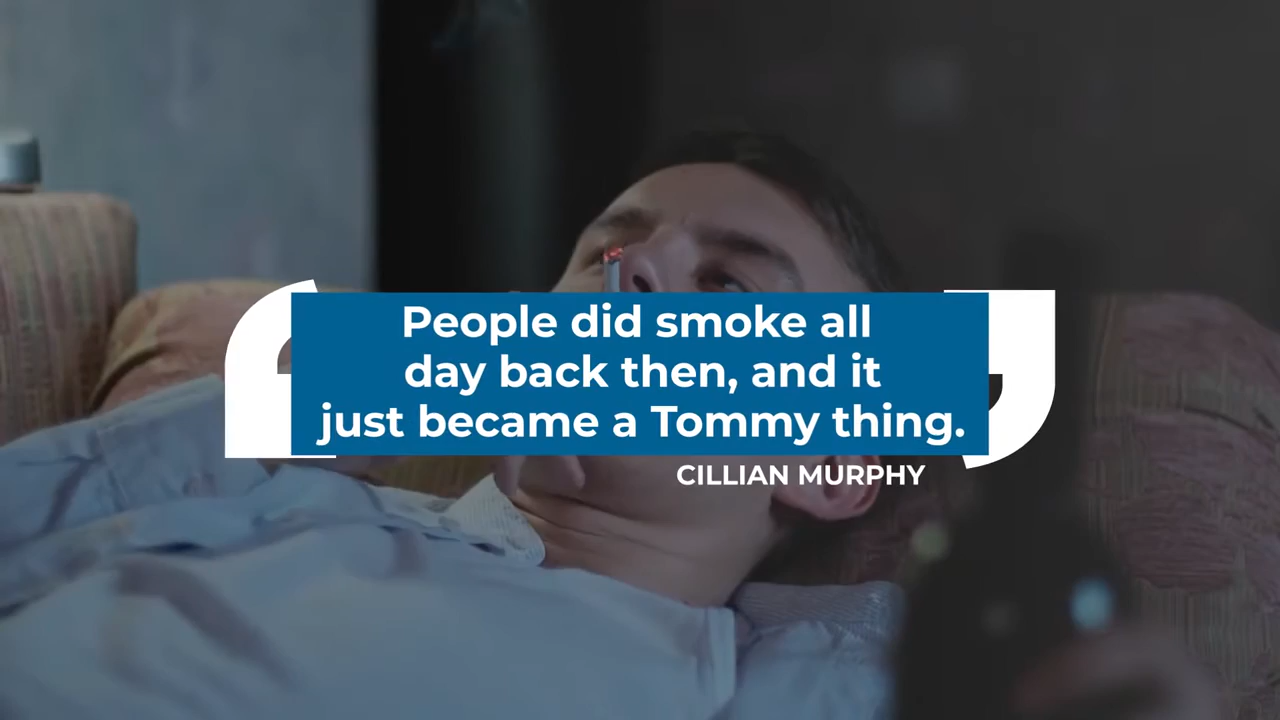 People did smoke all
day back then, and it
just became a Tommy thing.
CILLIAN MURPHY